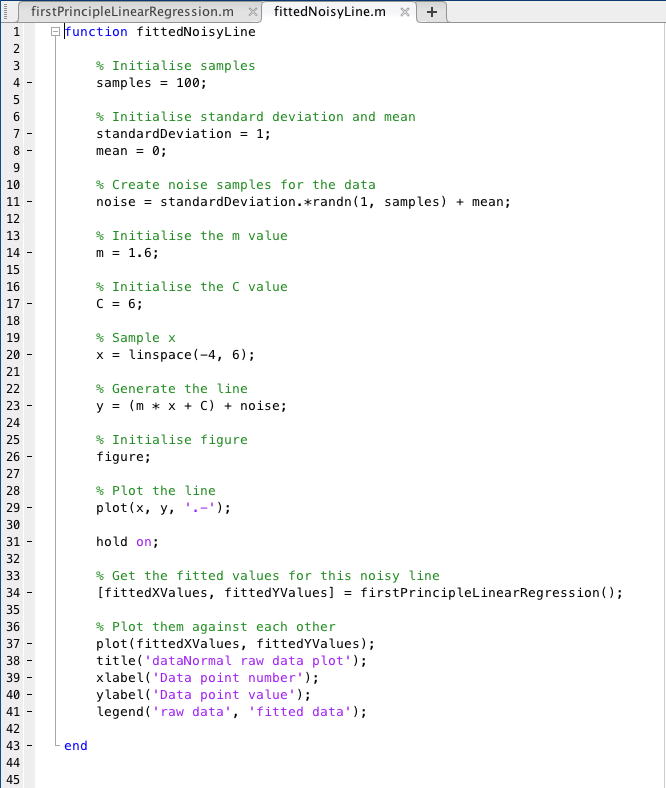 firstPrincipleLinearRegression.m × fittedNoisyLine.m × +
1 function fittedNoisyLine
2
3 % Initialise samples
4 - samples = 100;
5
6 % Initialise standard deviation and mean
7 - standardDeviation = 1;
8 - mean = 0;
9
10 % Create noise samples for the data
11 - noise = standardDeviation.*randn(1, samples) + mean;
12
13 % Initialise the m value
14 - m = 1.6;
15
16 % Initialise the C value
17 - C = 6;
18
19 % Sample x
20 - x = linspace(-4, 6);
21
22 % Generate the line
23 - y = (m * x + C) + noise;
24
25 % Initialise figure
26 - figure;
27
28 % Plot the line
29 - plot(x, y, '.-');
30
31 - hold on;
32
33 % Get the fitted values for this noisy line
34 - [fittedXValues, fittedYValues] = firstPrincipleLinearRegression();
35
36 % Plot them against each other
37 - plot(fittedXValues, fittedYValues);
38 - title('dataNormal raw data plot');
39 - xlabel('Data point number');
40 - ylabel('Data point value');
41 - legend('raw data', 'fitted data');
42
43 - end
44
45